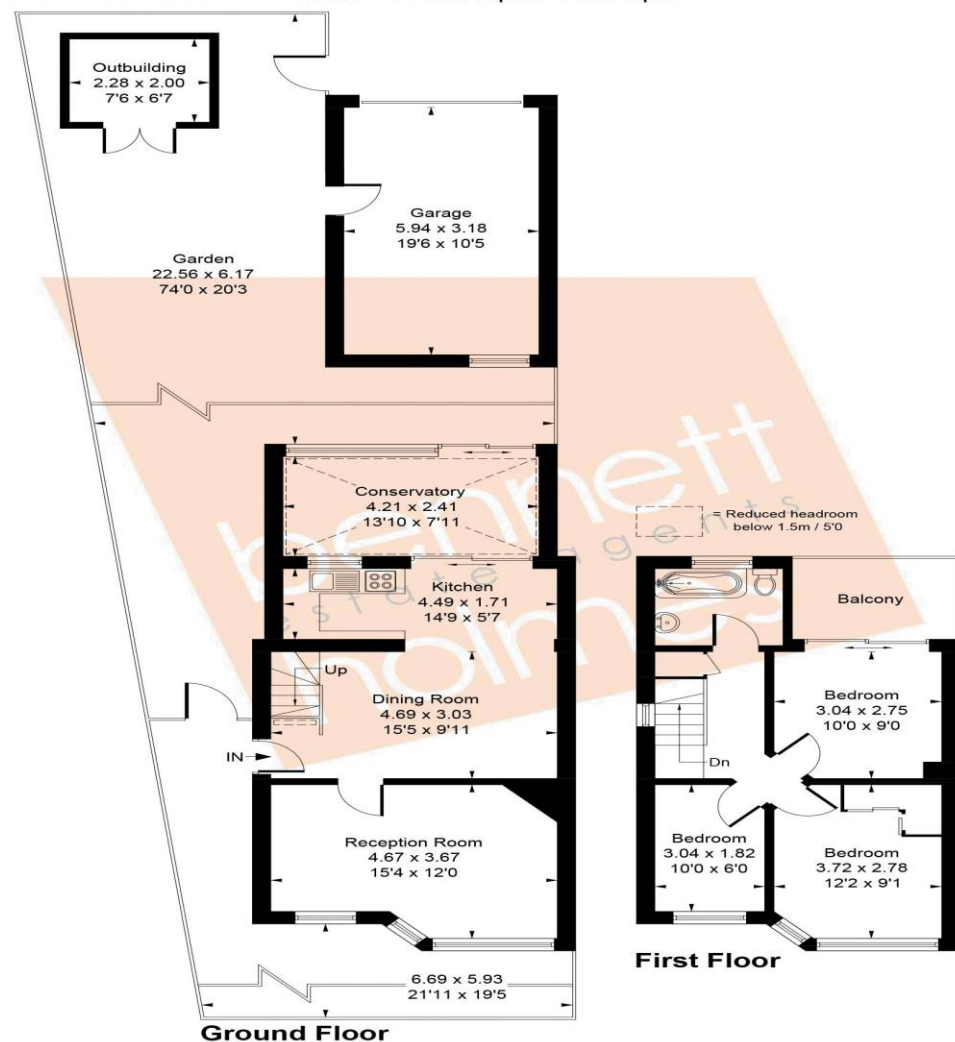 Outbuilding
2.28 x 2.00
7'6 x 6'7
Garage
5.94 x 3.18
19'6 x 10'5
Garden
22.56 x 6.17
74'0 x 20'3
Conservatory
4.21 x 2.41
13'10 x 7'11
= Reduced headroom
below 1.5m / 5'0
Kitchen
4.49 x 1.71
14'9 x 5'7
Balcony
Up
Dining Room
4.69 x 3.03
15'5 x 9'11
IN
Bedroom
3.04 x 2.75
10'0 x 9'0
Dn
Reception Room
4.67 x 3.67
15'4 x 12'0
Bedroom
3.04 x 1.82
10'0 x 6'0
Bedroom
3.72 x 2.78
12'2 x 9'1
6.69 x 5.93
21'11 x 19'5
First Floor
Ground Floor
bennett
estate agents
holmes